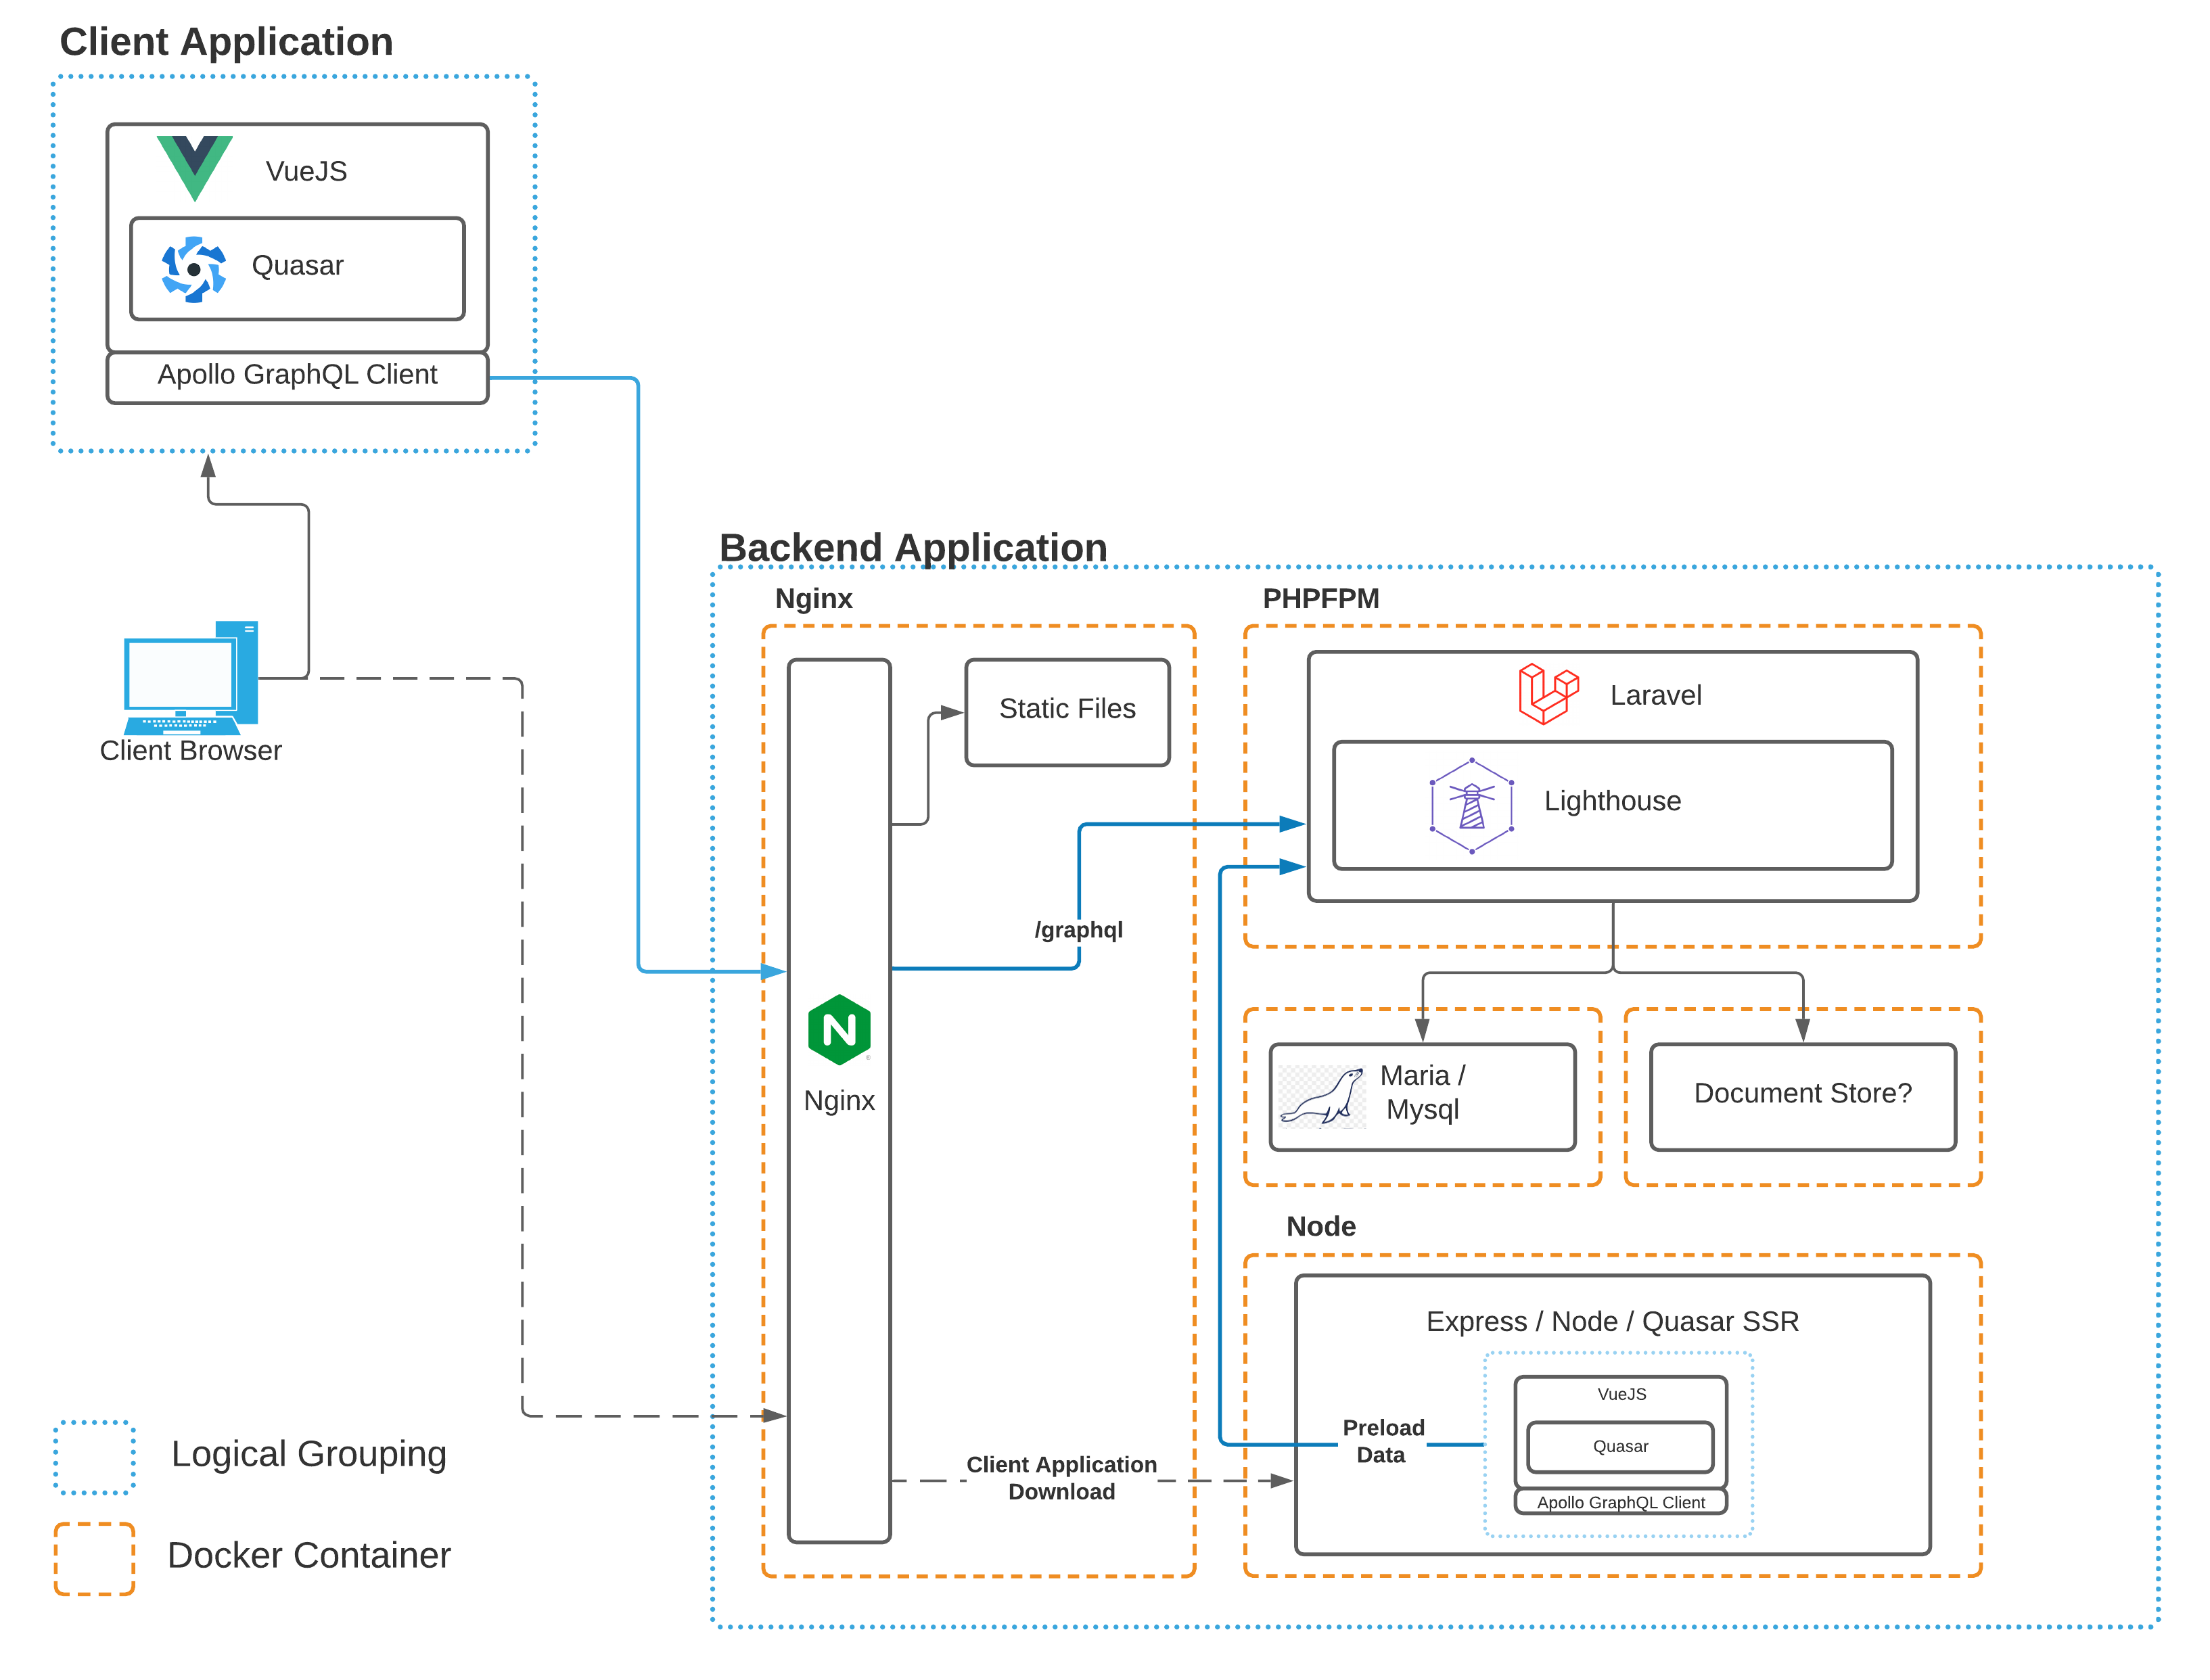 Client Application
VueJS
Quasar
Apollo GraphQL Client
Client Browser
Backend Application
Nginx
Static Files
/graphql
Nginx
PHPFPM
Laravel
Lighthouse
Maria /
Mysql
Document Store?
Node
Express / Node / Quasar SSR
VueJS
Quasar
Apollo GraphQL Client
Preload
Data
Client Application
Download
Logical Grouping
Docker Container